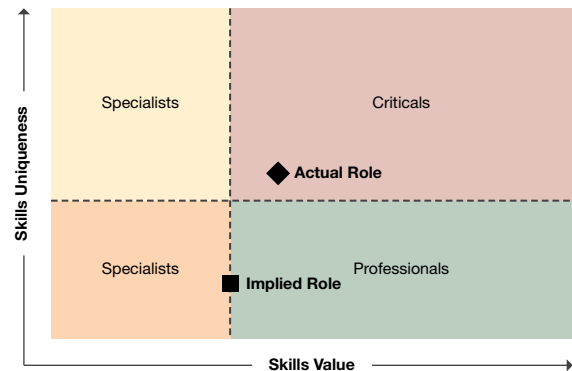 Specialists
Criticals
Actual Role
Skills Uniqueness
Specialists
Professionals
Implied Role
Skills Value